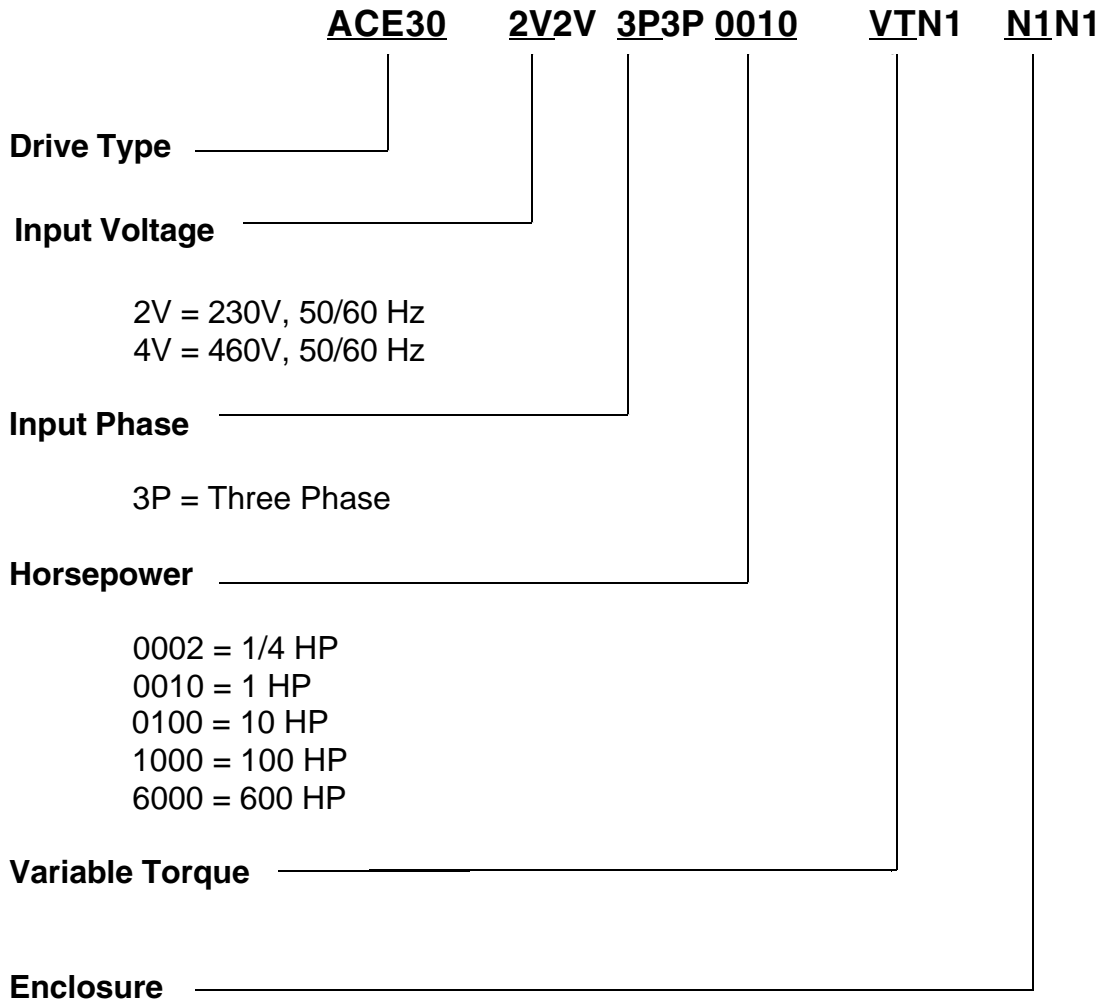 ACE30 2V2V 3P3P 0010 VTN1 N1N1
Drive Type
Input Voltage
2V = 230V, 50/60 Hz
4V = 460V, 50/60 Hz
Input Phase
3P = Three Phase
Horsepower
0002 = 1/4 HP
0010 = 1 HP
0100 = 10 HP
1000 = 100 HP
6000 = 600 HP
Variable Torque
Enclosure